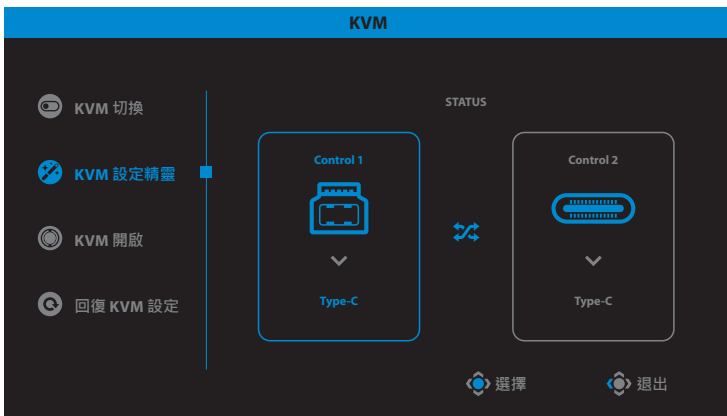 KVM
KVM 切換
KVM 設定精靈
KVM 開啟
回復 KVM 設定
STATUS
Control 1
Type-C
Control 2
Type-C
選擇
退出